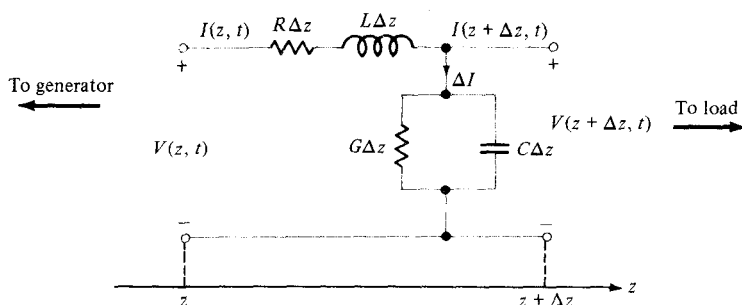 I(z, t)
RΔz
LΔz
I(z + Δz, t)
+
+
To generator
ΔI
V(z, t)
GΔz
CΔz
V(z + Δz, t)
To load
−
−
z
z + Δz
z